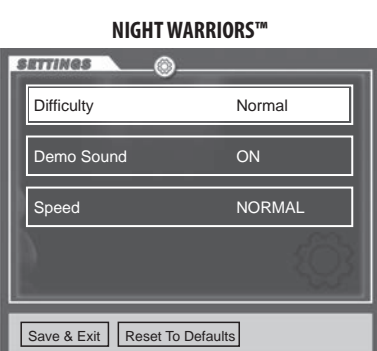 NIGHT WARRIORS™
SETTINGS
Difficulty Normal
Demo Sound ON
Speed NORMAL
Save & Exit Reset To Defaults